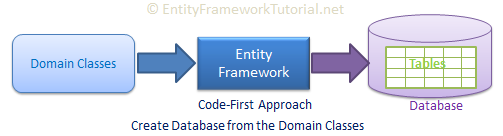 © EntityFrameworkTutorial.net
Domain Classes
Entity
Framework
Tables
Code-First Approach
Database
Create Database from the Domain Classes